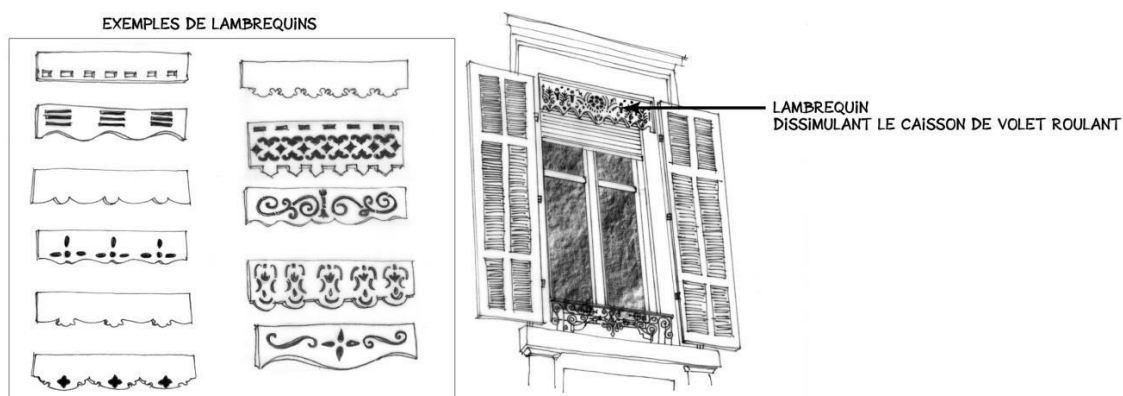 EXEMPLES DE LAMBREQUINS
LAMBREQUIN
DISSIMULANT LE CAISSON DE VOLET ROULANT